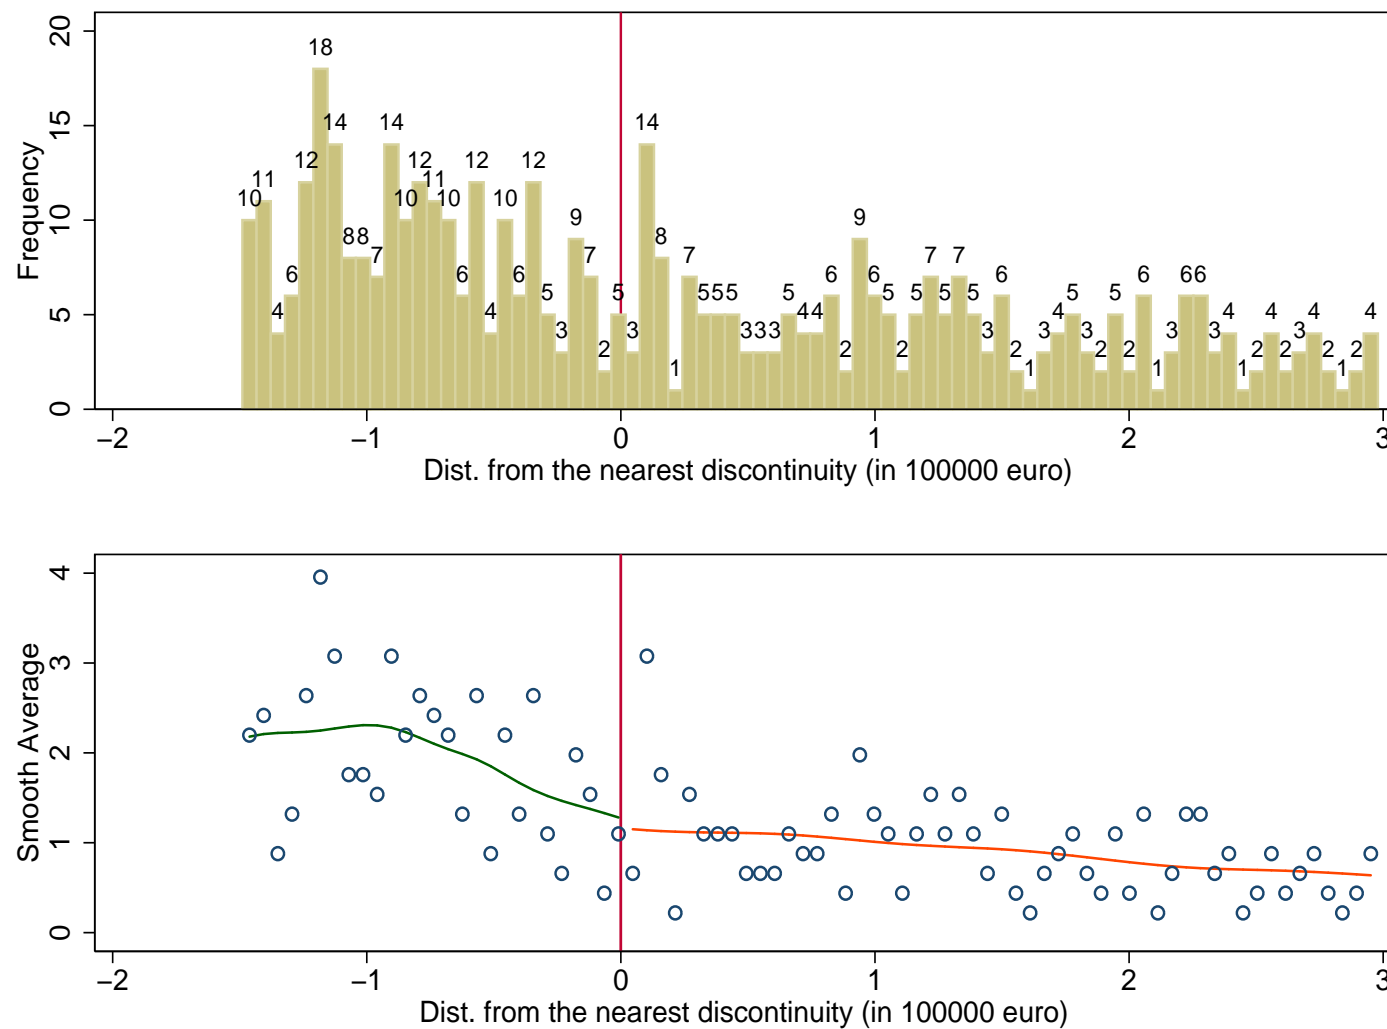 Frequency
20
15
10
5
0
10 11 4 6 12 18 14 8 8 7 14 10 12 11 10 6 12 4 10 6 12 5 3 9 7 2 5 3 14 8 1 7 5 5 5 3 3 3 5 4 4 6 2 9 6 5 2 5 7 5 7 5 3 6 2 1 3 4 5 3 2 5 2 6 1 3 6 6 3 4 1 2 4 2 3 4 2 1 2 4
−2 −1 0 1 2 3
Dist. from the nearest discontinuity (in 100000 euro)
Smooth Average
4
3
2
1
0
−2 −1 0 1 2 3
Dist. from the nearest discontinuity (in 100000 euro)